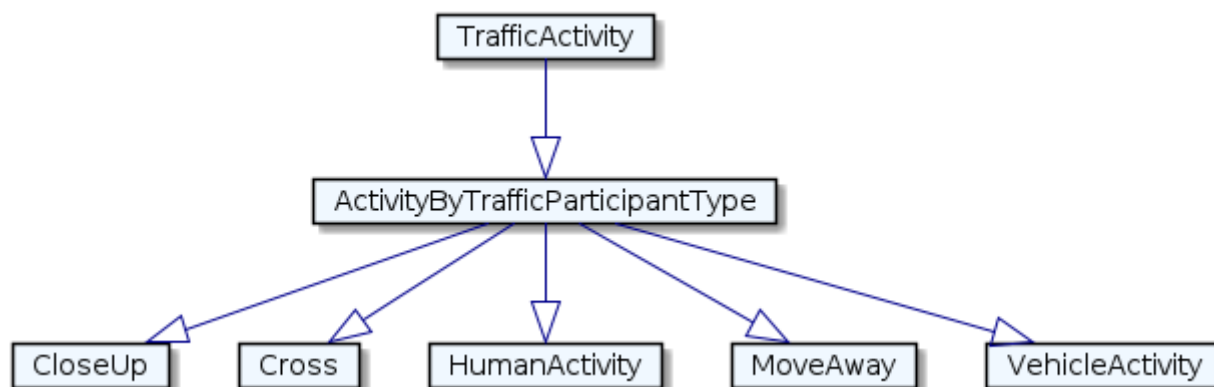 TrafficActivity
ActivityByTrafficParticipantType
CloseUp
Cross
HumanActivity
MoveAway
VehicleActivity